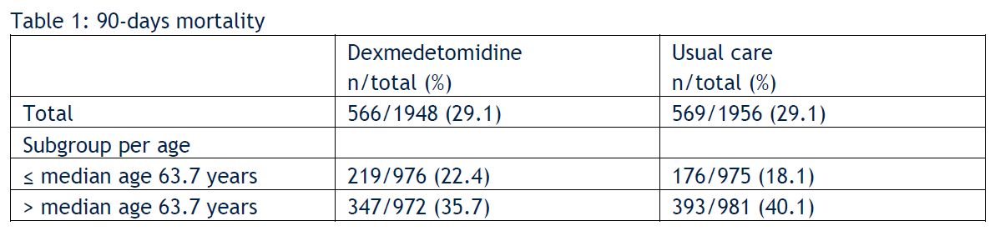 Table 1: 90-days mortality
Dexmedetomidine Usual care
n/total (%) n/total (%)
Total 566/1948 (29.1) 569/1956 (29.1)
Subgroup per age
≤ median age 63.7 years 219/976 (22.4) 176/975 (18.1)
> median age 63.7 years 347/972 (35.7) 393/981 (40.1)